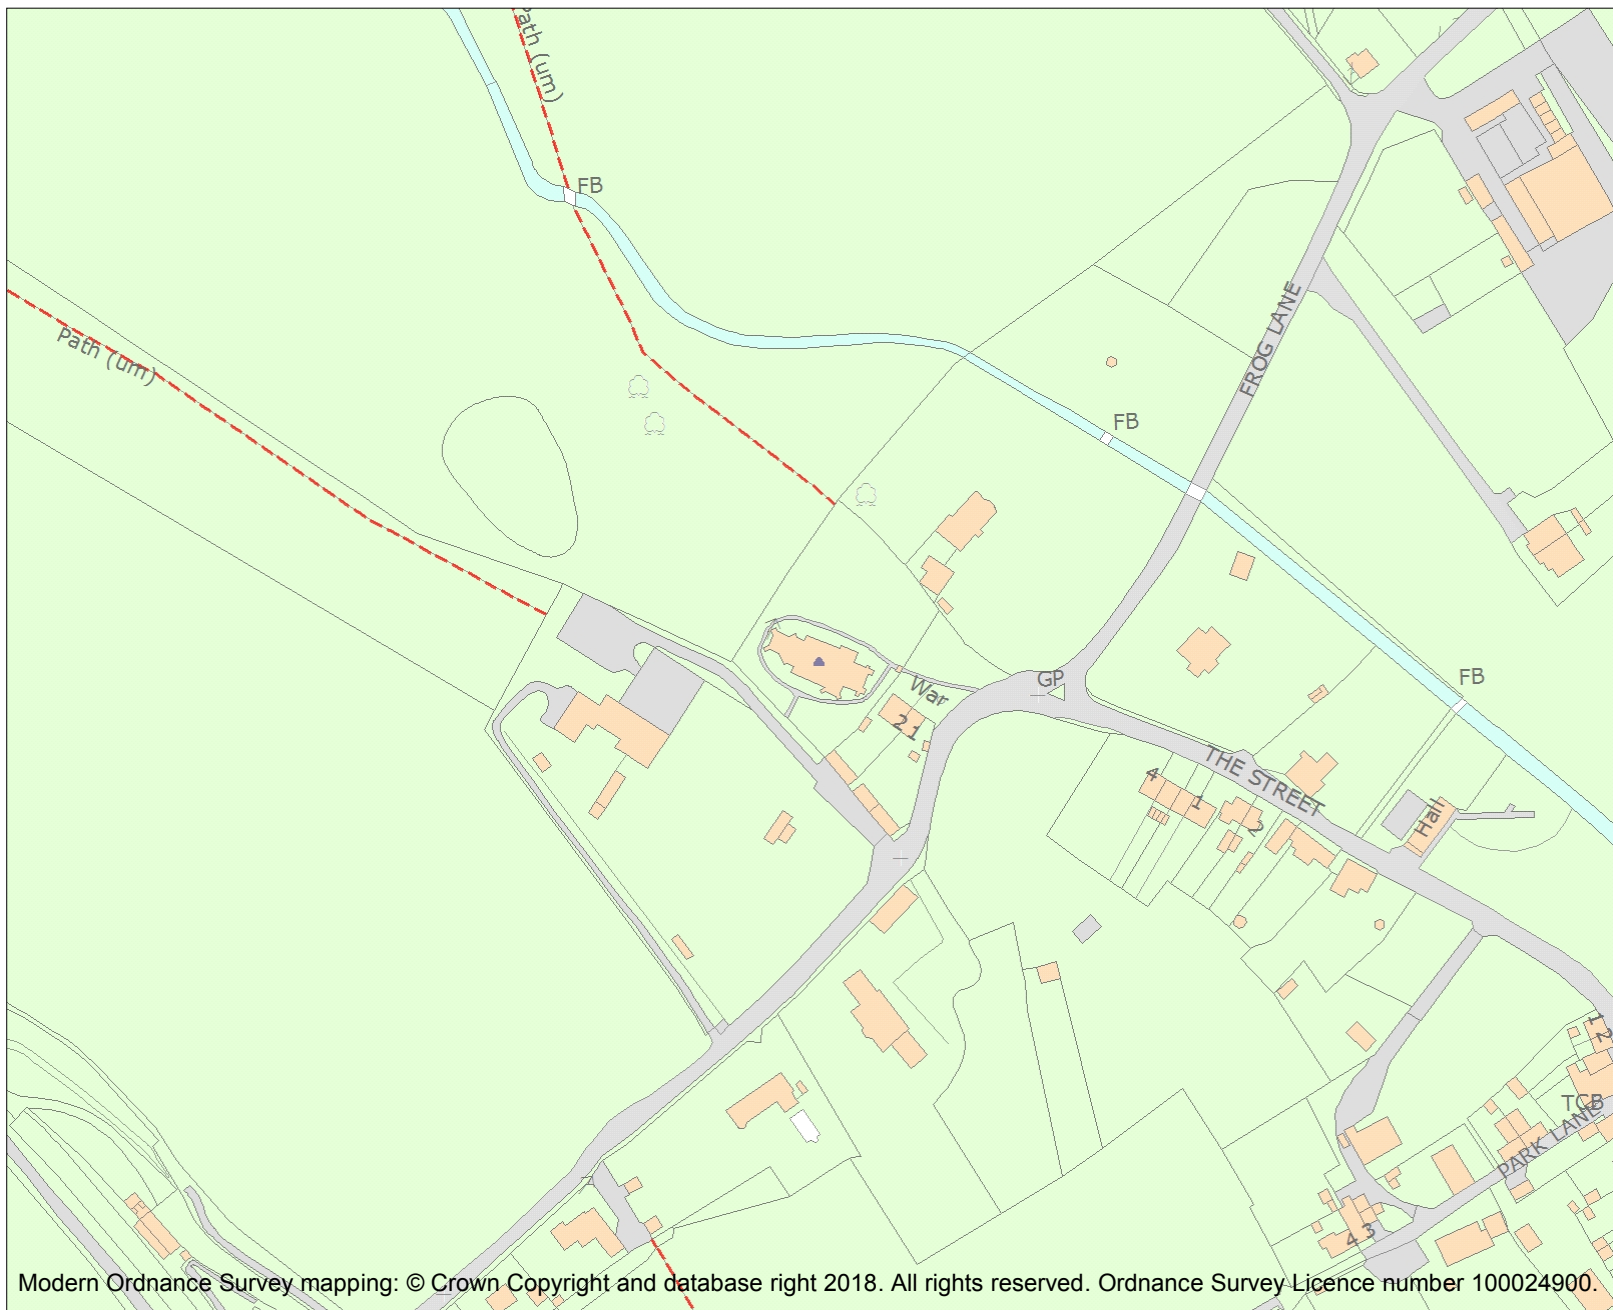 Path (um)
FB
Path (um)
FROG LANE
FB
GP
FB
War
2 1
THE STREET
4
1
2
Hall
1 2
TCB
PARK LANE
4 3
Modern Ordnance Survey mapping: © Crown Copyright and database right 2018. All rights reserved. Ordnance Survey Licence number 100024900.